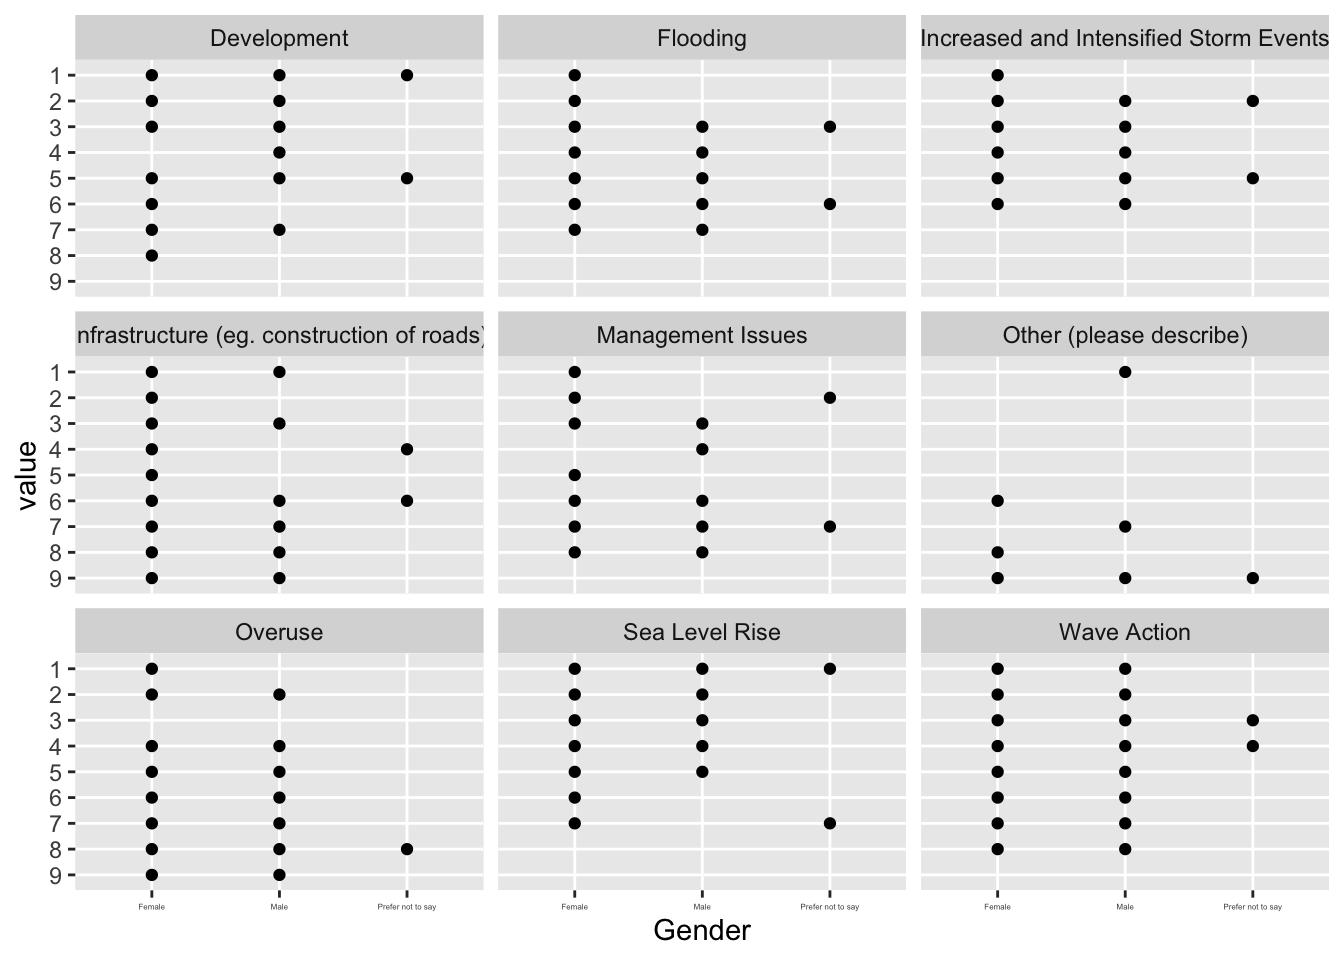 Development
Flooding
Increased and Intensified Storm Events
1
2
3
4
5
6
7
8
9
nfrastructure (eg. construction of roads)
Management Issues
Other (please describe)
1
2
3
4
5
6
7
8
9
value
Overuse
Sea Level Rise
Wave Action
1
2
3
4
5
6
7
8
9
Female Male Prefer not to say
Female Male Prefer not to say
Female Male Prefer not to say
Gender